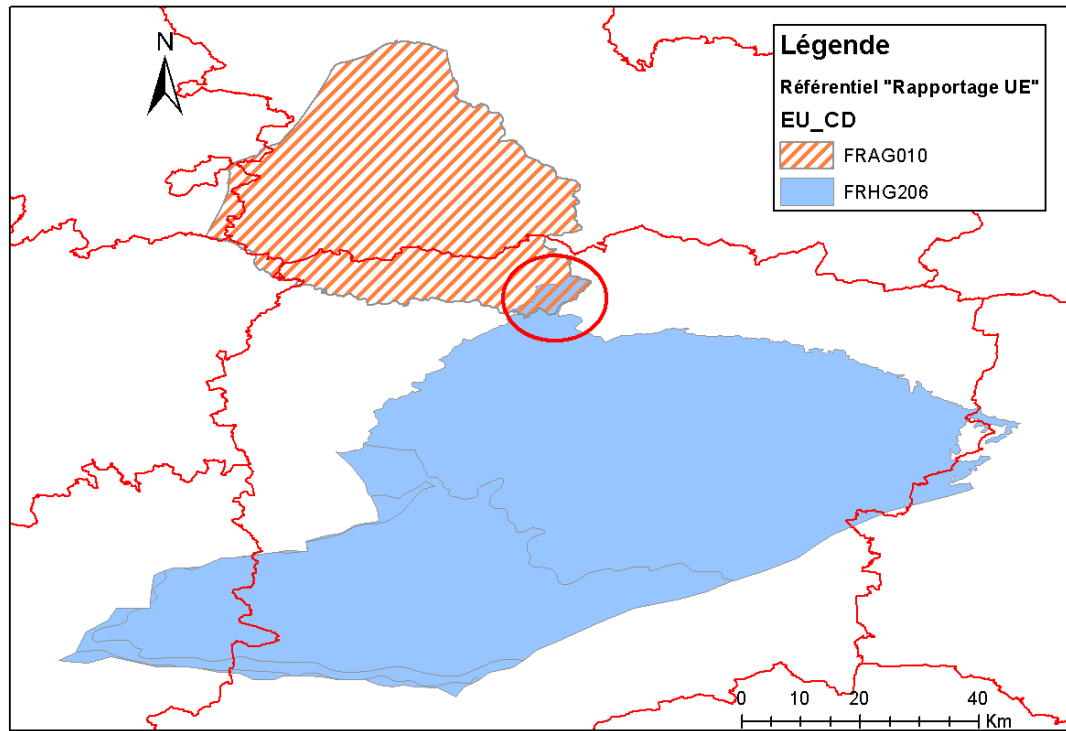 N
Légende
Référentiel "Rapportage UE"
EU_CD
FRAG010
FRHG206
0 10 20 40
Km